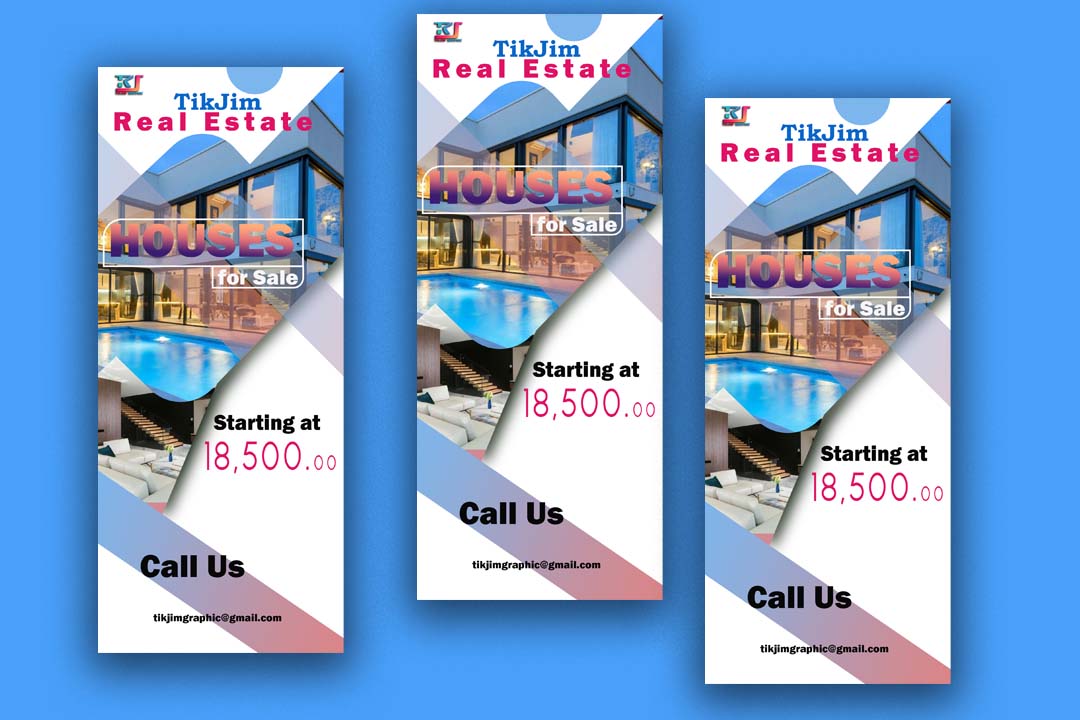 TikJim
Real Estate
HOUSES
for Sale
Starting at
18,500.00
Call Us
tikjimgraphic@gmail.com
TikJim
Real Estate
HOUSES
for Sale
Starting at
18,500.00
Call Us
tikjimgraphic@gmail.com
TikJim
Real Estate
HOUSES
for Sale
Starting at
18,500.00
Call Us
tikjimgraphic@gmail.com